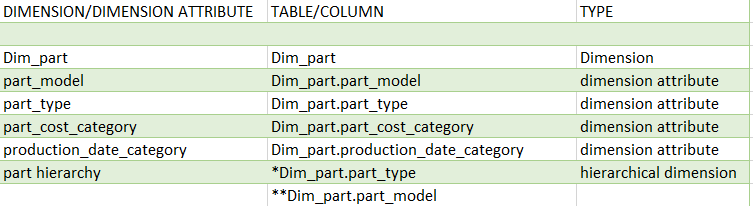 DIMENSION/DIMENSION ATTRIBUTE TABLE/COLUMN TYPE
Dim_part Dim_part Dimension
part_model Dim_part.part_model dimension attribute
part_type Dim_part.part_type dimension attribute
part_cost_category Dim_part.part_cost_category dimension attribute
production_date_category Dim_part.production_date_category dimension attribute
part hierarchy *Dim_part.part_type hierarchical dimension
**Dim_part.part_model